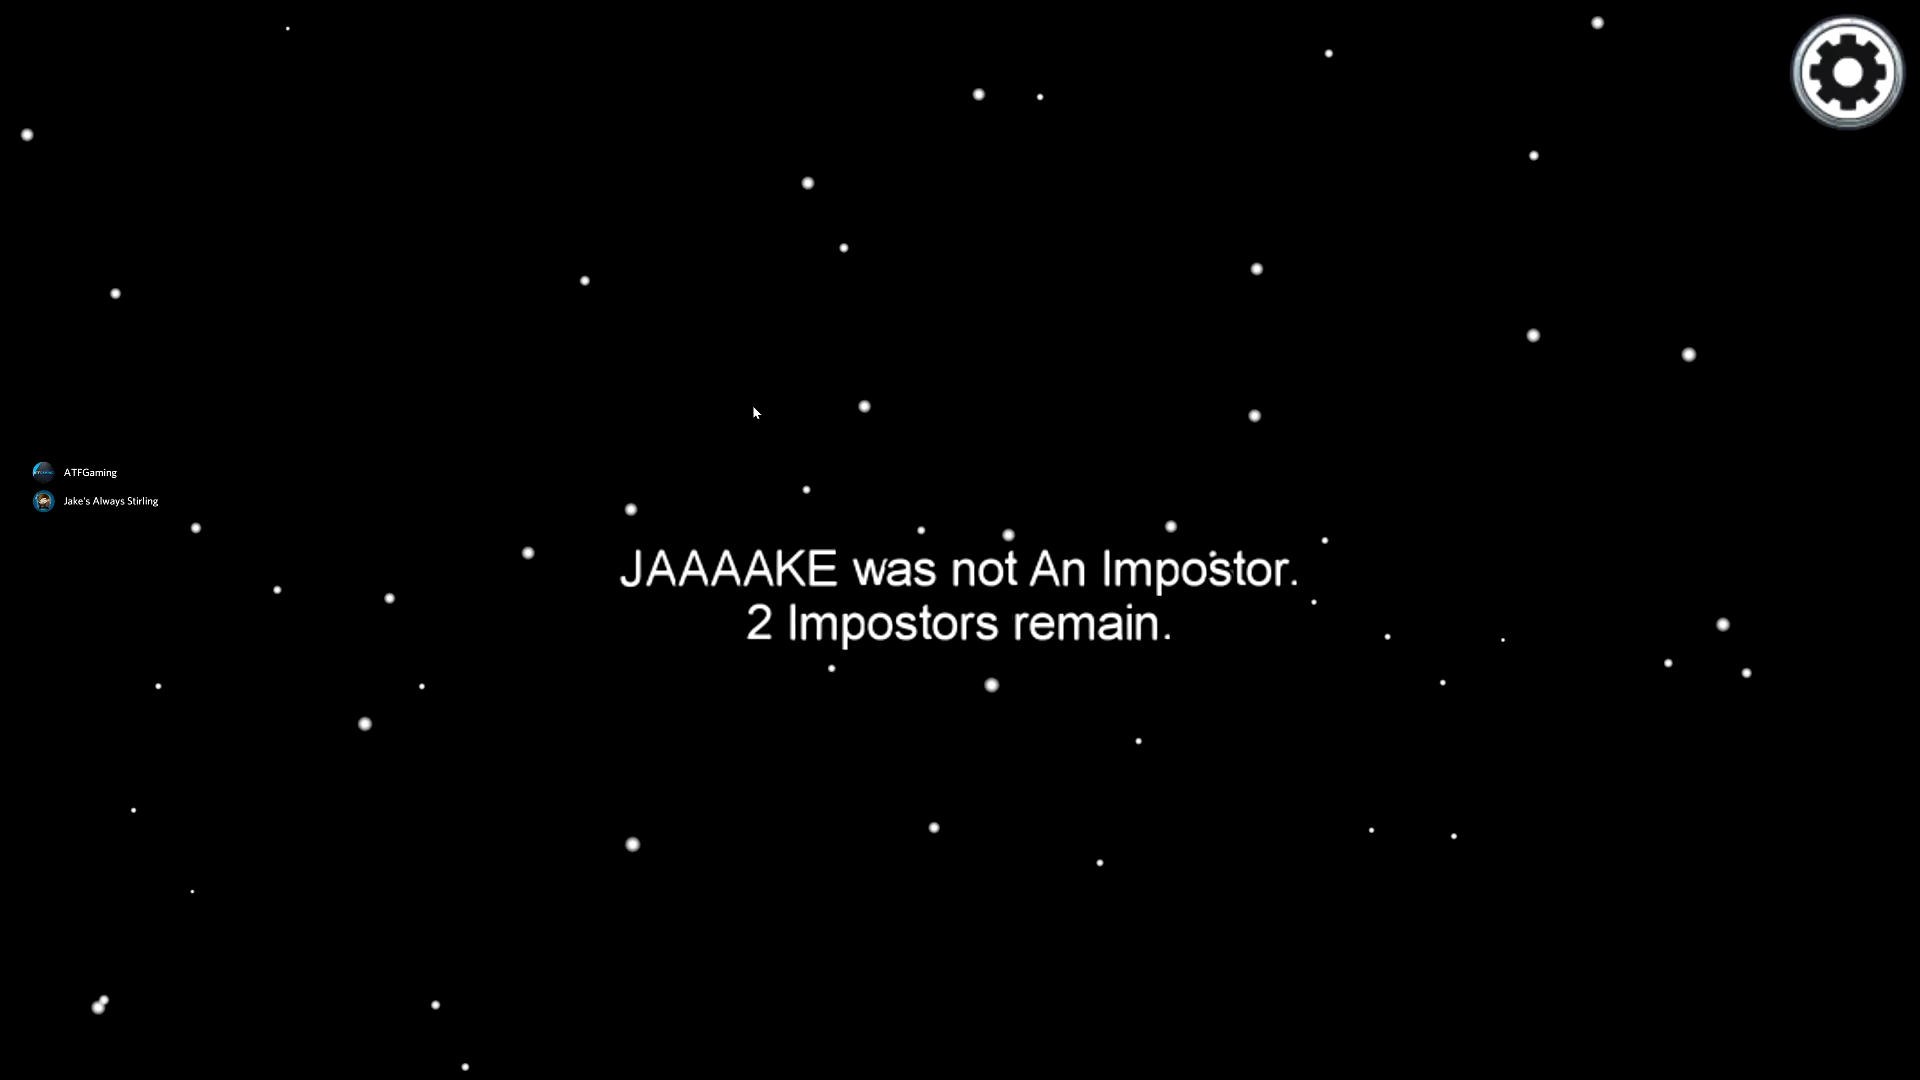 ATFGaming
Jake's Always Stirling
JAAAAKE was not An Impostor.
2 Impostors remain.